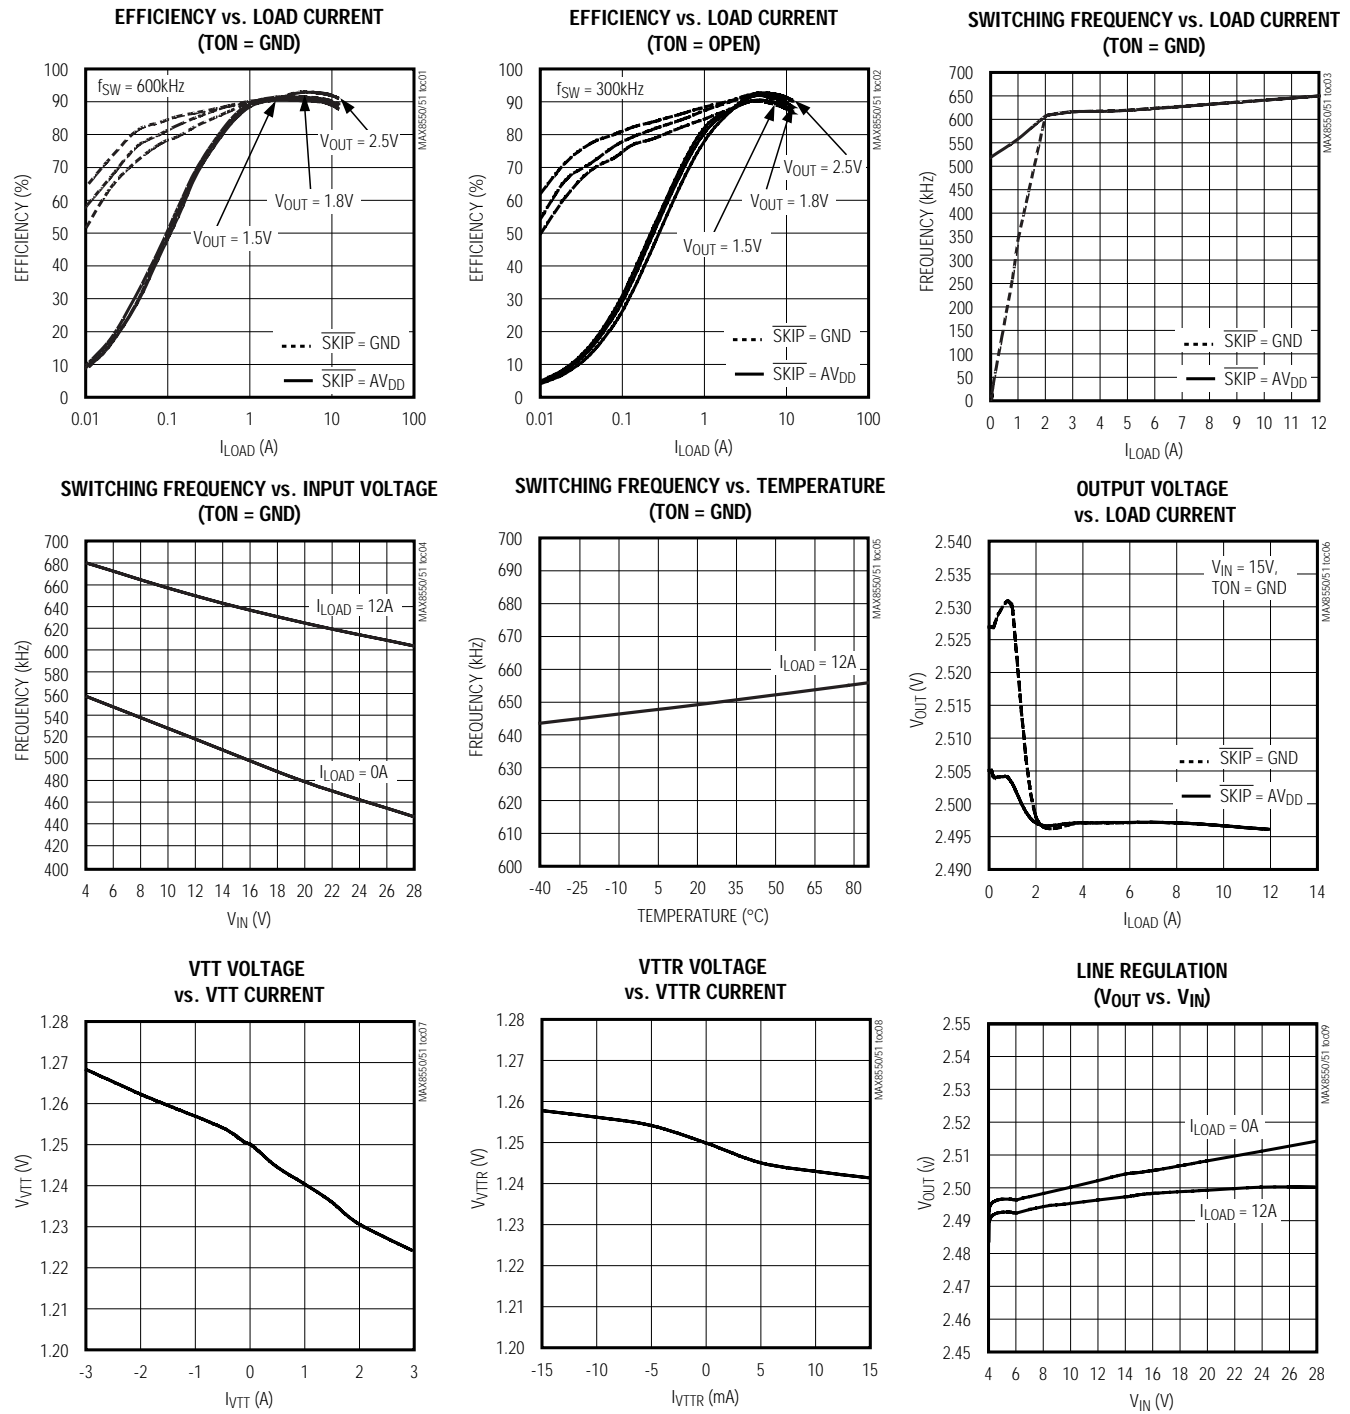 EFFICIENCY vs. LOAD CURRENT
(TON = GND)
100
90
80
70
60
50
40
30
20
10
0
EFFICIENCY (%)
fSW = 600kHz
VOUT = 2.5V
VOUT = 1.8V
VOUT = 1.5V
SKIP = GND
SKIP = AVDD
0.01 0.1 1 10 100
ILOAD (A)
MAX8550/51 toc01
EFFICIENCY vs. LOAD CURRENT
(TON = OPEN)
100
90
80
70
60
50
40
30
20
10
0
EFFICIENCY (%)
fSW = 300kHz
VOUT = 2.5V
VOUT = 1.8V
VOUT = 1.5V
SKIP = GND
SKIP = AVDD
0.01 0.1 1 10 100
ILOAD (A)
MAX8550/51 toc02
SWITCHING FREQUENCY vs. LOAD CURRENT
(TON = GND)
700
650
600
550
500
450
400
350
300
250
200
150
100
50
0
FREQUENCY (kHz)
SKIP = GND
SKIP = AVDD
0 1 2 3 4 5 6 7 8 9 10 11 12
ILOAD (A)
MAX8550/51 toc03
SWITCHING FREQUENCY vs. INPUT VOLTAGE
(TON = GND)
700
680
660
640
620
600
580
560
540
520
500
480
460
440
420
400
FREQUENCY (kHz)
ILOAD = 12A
ILOAD = 0A
4 6 8 10 12 14 16 18 20 22 24 26 28
VIN (V)
MAX8550/51 toc04
SWITCHING FREQUENCY vs. TEMPERATURE
(TON = GND)
700
690
680
670
660
650
640
630
620
610
600
FREQUENCY (kHz)
ILOAD = 12A
-40 -25 -10 5 20 35 50 65 80
TEMPERATURE (°C)
MAX8550/51 toc05
OUTPUT VOLTAGE
vs. LOAD CURRENT
2.540
2.535
2.530
2.525
2.520
2.515
2.510
2.505
2.500
2.495
2.490
VOUT (V)
VIN = 15V,
TON = GND
SKIP = GND
SKIP = AVDD
0 2 4 6 8 10 12 14
ILOAD (A)
MAX8550/51 toc06
VTT VOLTAGE
vs. VTT CURRENT
1.28
1.27
1.26
1.25
1.24
1.23
1.22
1.21
1.20
VVTT (V)
-3 -2 -1 0 1 2 3
IVTT (A)
MAX8550/51 toc07
VTTR VOLTAGE
vs. VTTR CURRENT
1.28
1.27
1.26
1.25
1.24
1.23
1.22
1.21
1.20
VVTTR (V)
-15 -10 -5 0 5 10 15
IVTTR (mA)
MAX8550/51 toc08
LINE REGULATION
(VOUT vs. VIN)
2.55
2.54
2.53
2.52
2.51
2.50
2.49
2.48
2.47
2.46
2.45
VOUT (V)
ILOAD = 0A
ILOAD = 12A
4 6 8 10 12 14 16 18 20 22 24 26 28
VIN (V)
MAX8550/51 toc09